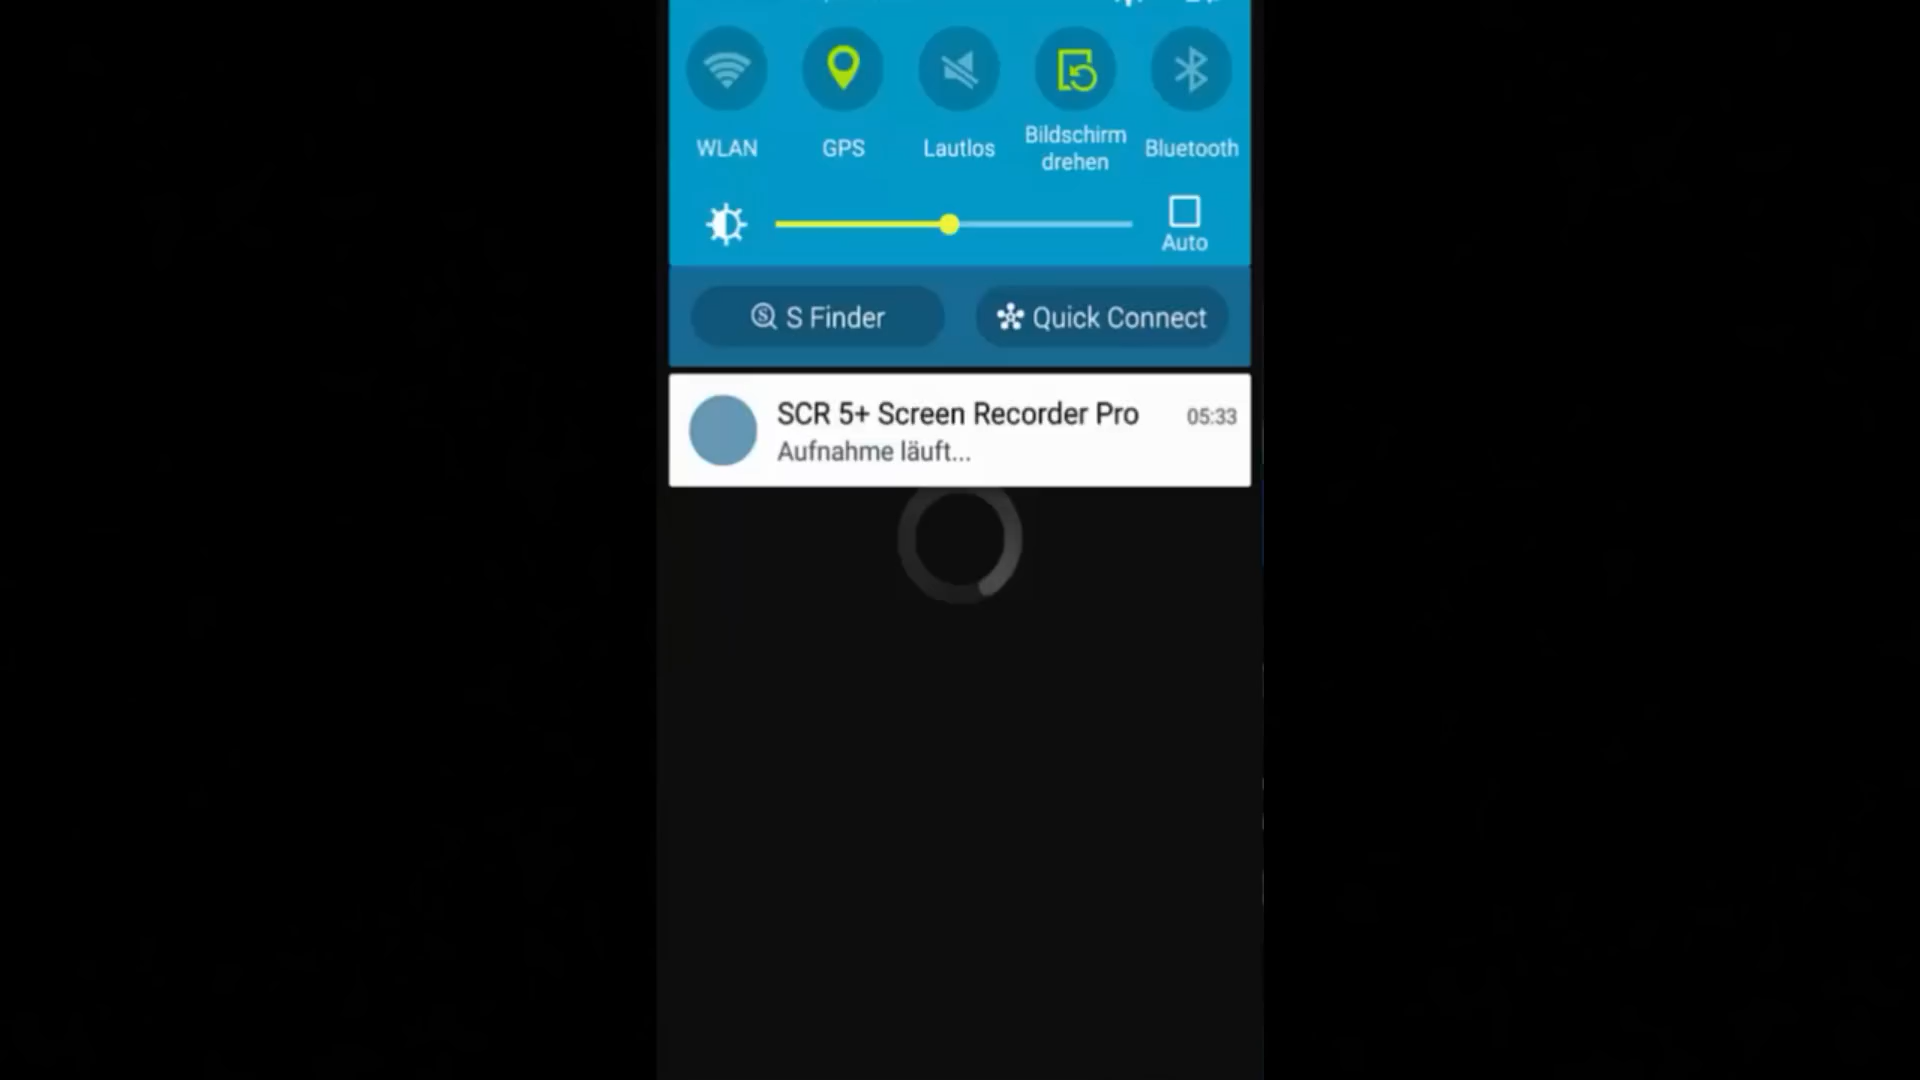 WLAN
GPS
Lautlos
Bildschirm
drehen
Bluetooth
Auto
S Finder
Quick Connect
SCR 5+ Screen Recorder Pro
05:33
Aufnahme läuft...